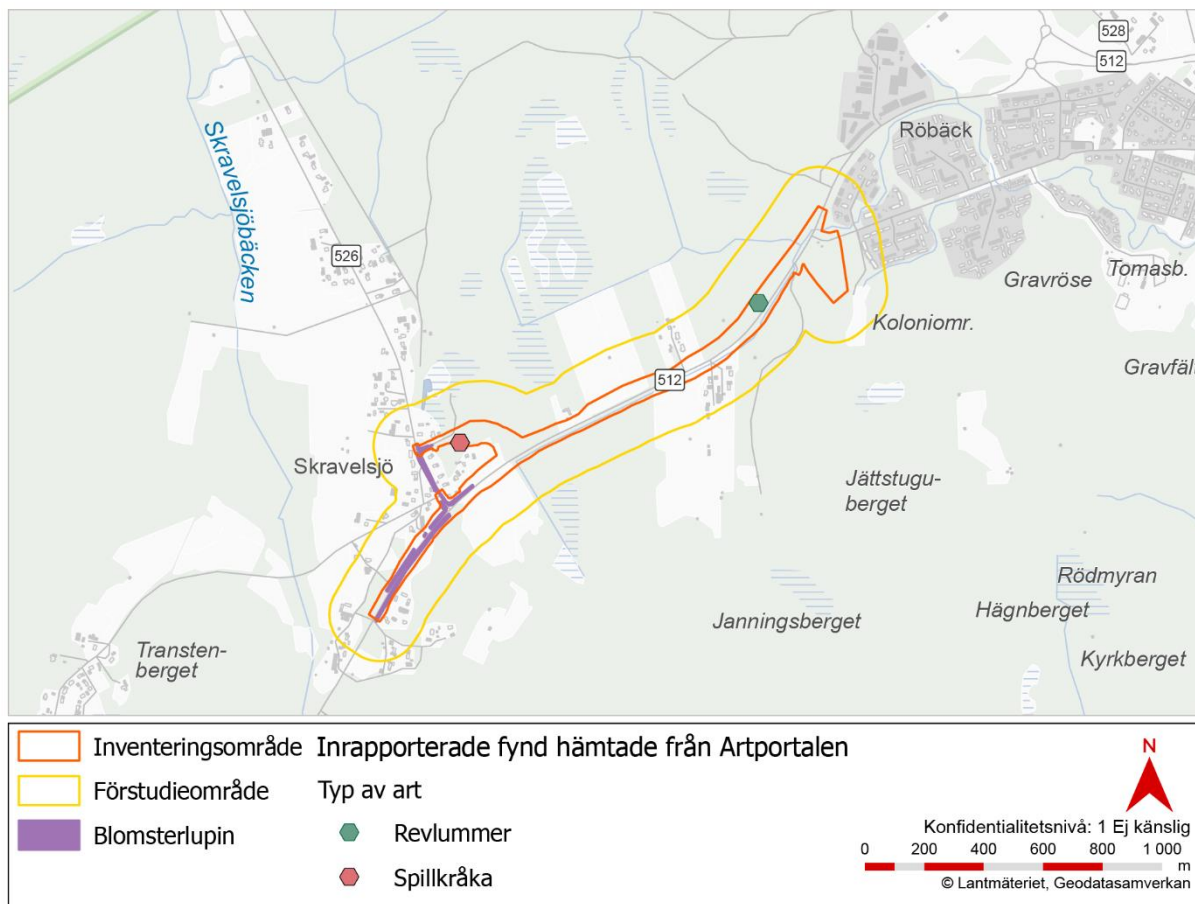 528
512
Röbäck
Skravelsjöbäcken
526
Gravröse
Tomasb.
Koloniomr.
Gravfält
512
Skravelsjö
Jättstugu-
berget
Rödmyran
Hägnberget
Janningsberget
Kyrkberget
Transten-
berget
Inventeringsområde
Förstudieområde
Blomsterlupin
Inrapporterade fynd hämtade från Artportalen
Typ av art
Revlummer
Spillkråka
N
Konfidentialitetsnivå: 1 Ej känslig
0 200 400 600 800 1 000
m
© Lantmäteriet, Geodatasamverkan